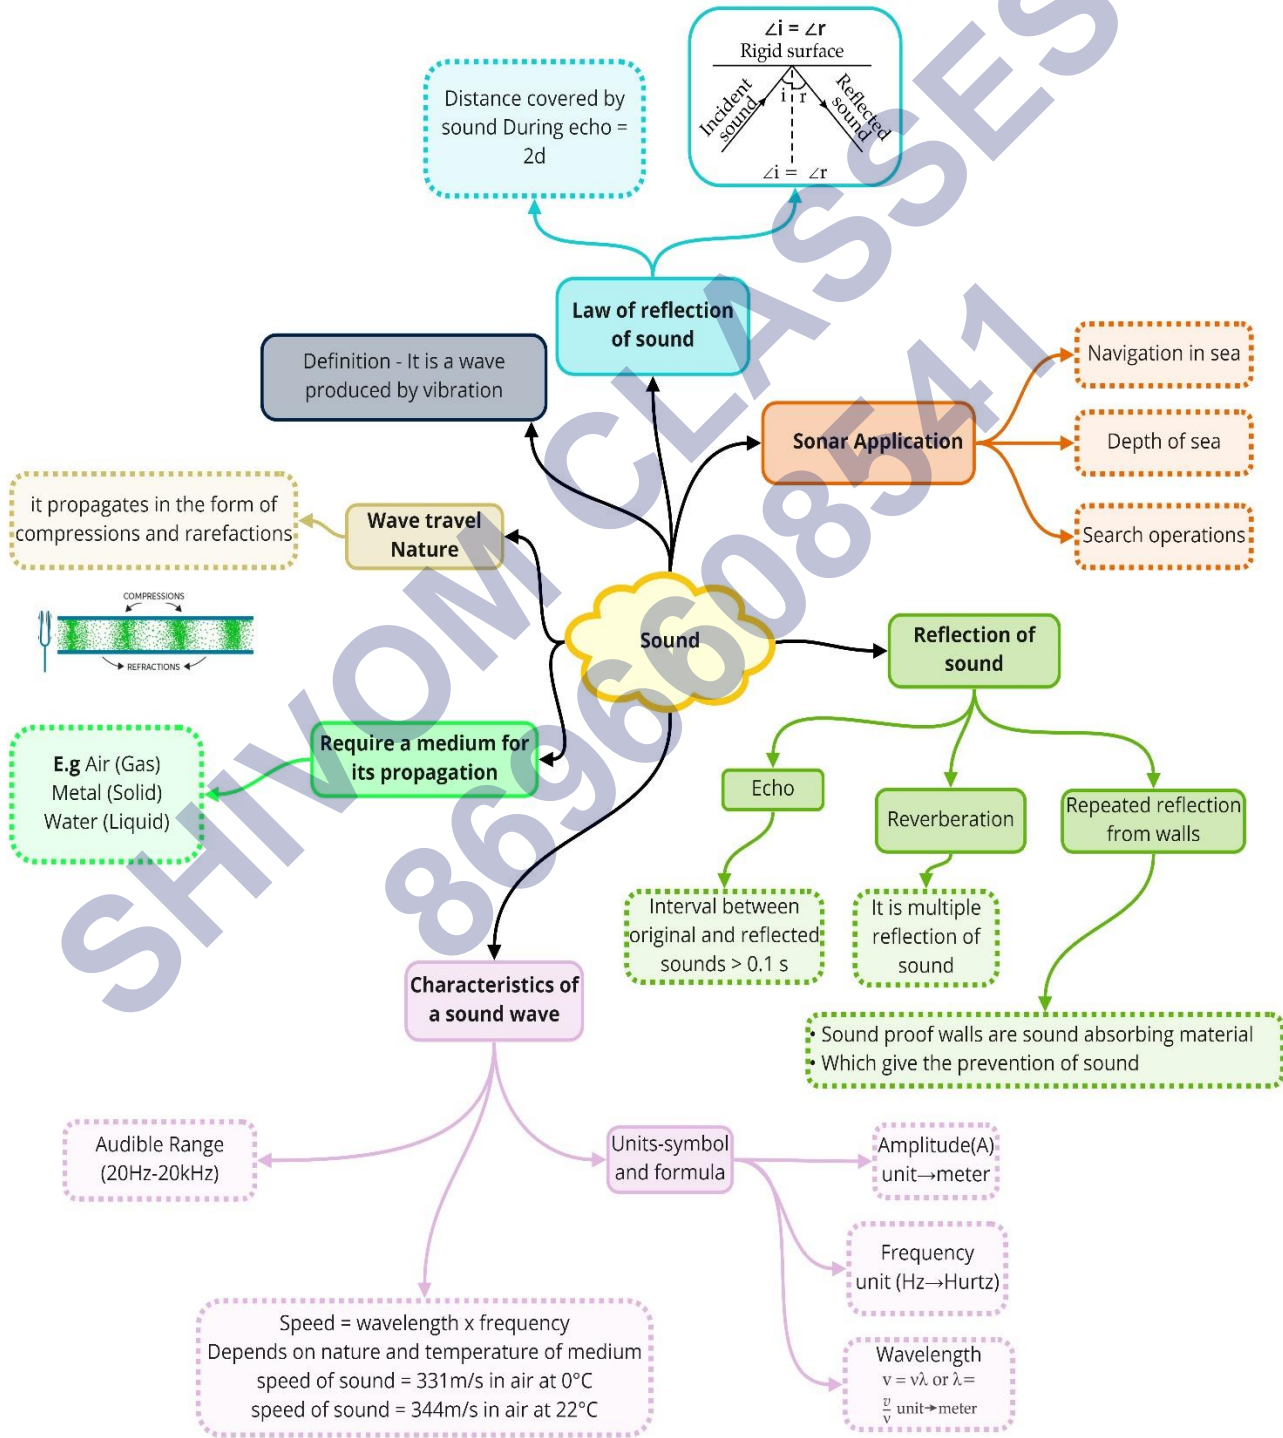 ∠i = ∠r
Rigid surface
Incident
sound
i
r
Reflected
sound
∠i = ∠r
Distance covered by
sound During echo =
2d
Law of reflection
of sound
Definition - It is a wave
produced by vibration
Sonar Application
Navigation in sea
Depth of sea
Search operations
Wave travel
Nature
it propagates in the form of
compressions and rarefactions
COMPRESSIONS
REFRACTIONS
Sound
Reflection of
sound
Require a medium for
its propagation
E.g Air (Gas)
Metal (Solid)
Water (Liquid)
Echo
Reverberation
Repeated reflection
from walls
Interval between
original and reflected
sounds > 0.1 s
It is multiple
reflection of
sound
• Sound proof walls are sound absorbing material
• Which give the prevention of sound
Characteristics of
a sound wave
Audible Range
(20Hz-20kHz)
Units-symbol
and formula
Amplitude(A)
unit→meter
Frequency
unit (Hz→Hurtz)
Speed = wavelength x frequency
Depends on nature and temperature of medium
speed of sound = 331m/s in air at 0°C
speed of sound = 344m/s in air at 22°C
Wavelength
v = νλ or λ=
v/ν unit→meter
SHIVOM CLASSES
8696608541